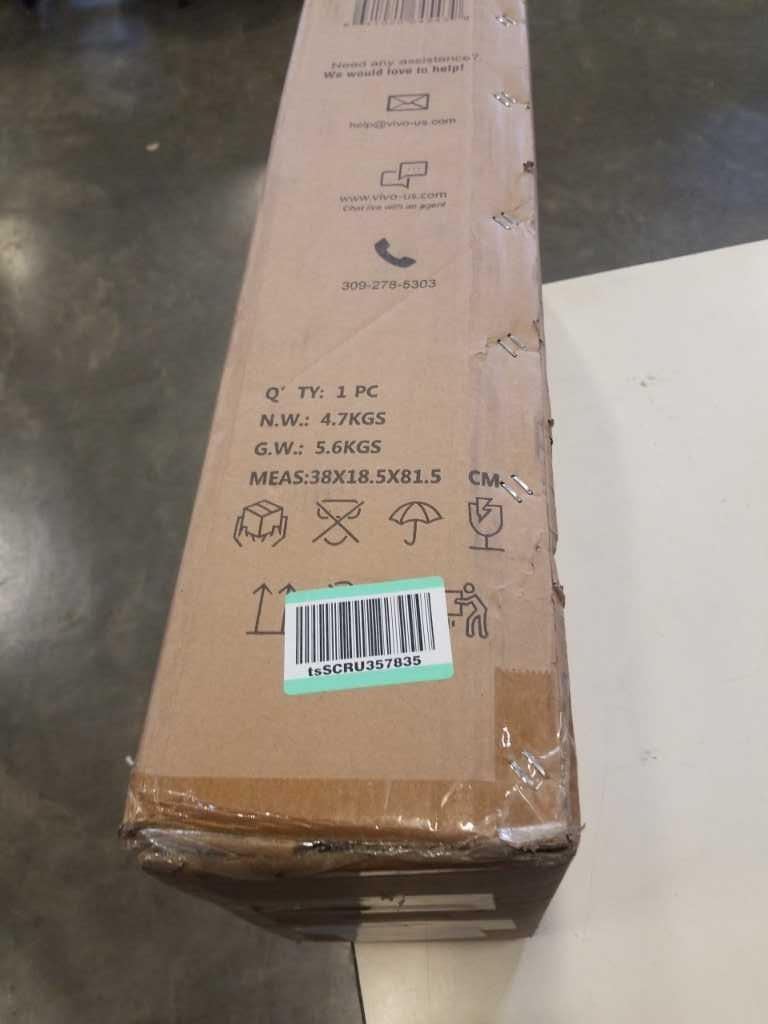 Need any assistance?
We would love to help!
help@vivo-us.com
www.vivo-us.com
Chat live with an agent
309-278-5303
Q' TY: 1 PC
N.W.: 4.7KGS
G.W.: 5.6KGS
MEAS:38X18.5X81.5 CM
tsSCRU357835